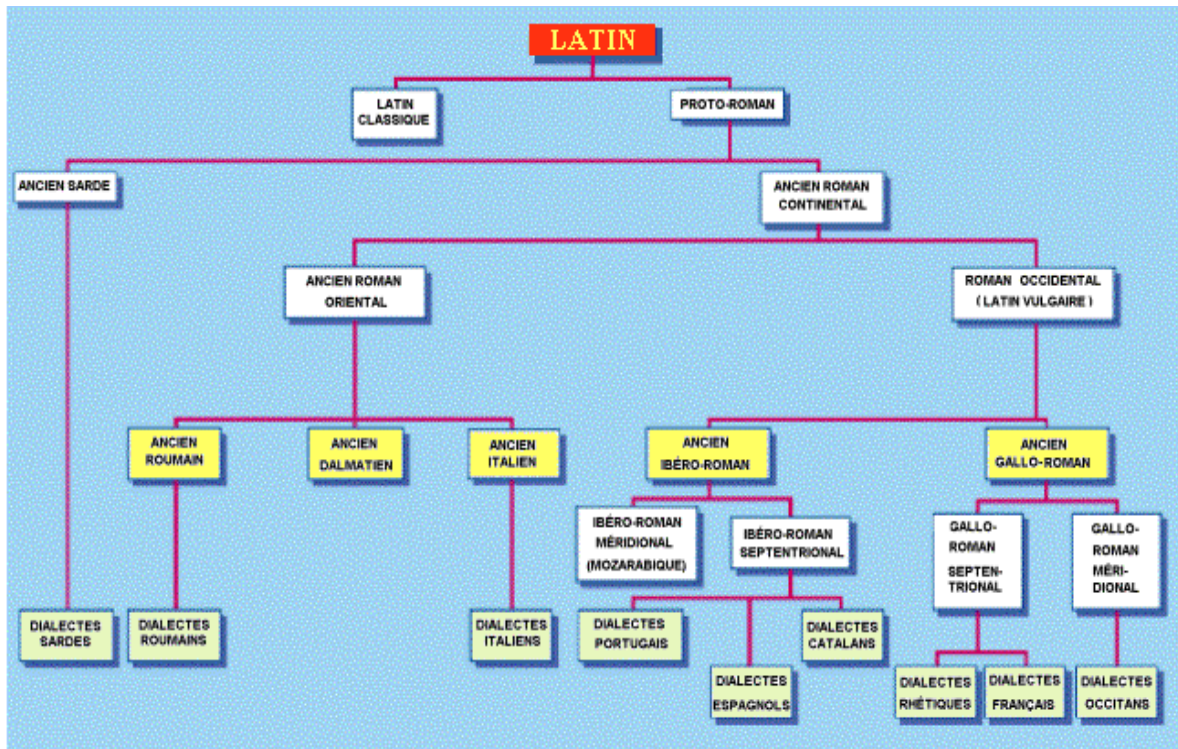 LATIN
LATIN
CLASSIQUE
PROTO-ROMAN
ANCIEN SARDE
ANCIEN ROMAN
CONTINENTAL
ANCIEN ROMAN
ORIENTAL
ROMAN OCCIDENTAL
( LATIN VULGAIRE )
ANCIEN
ROUMAIN
ANCIEN
DALMATIEN
ANCIEN
ITALIEN
ANCIEN
IBÉRO-ROMAN
ANCIEN
GALLO-ROMAN
IBÉRO-ROMAN
MÉRIDIONAL
(MOZARABIQUE)
IBÉRO-ROMAN
SEPTENTRIONAL
GALLO-
ROMAN
SEPTEN-
TRIONAL
GALLO-
ROMAN
MÉRI-
DIONAL
DIALECTES
SARDES
DIALECTES
ROUMAINS
DIALECTES
ITALIENS
DIALECTES
PORTUGAIS
DIALECTES
CATALANS
DIALECTES
ESPAGNOLS
DIALECTES
RHÉTIQUES
DIALECTES
FRANÇAIS
DIALECTES
OCCITANS